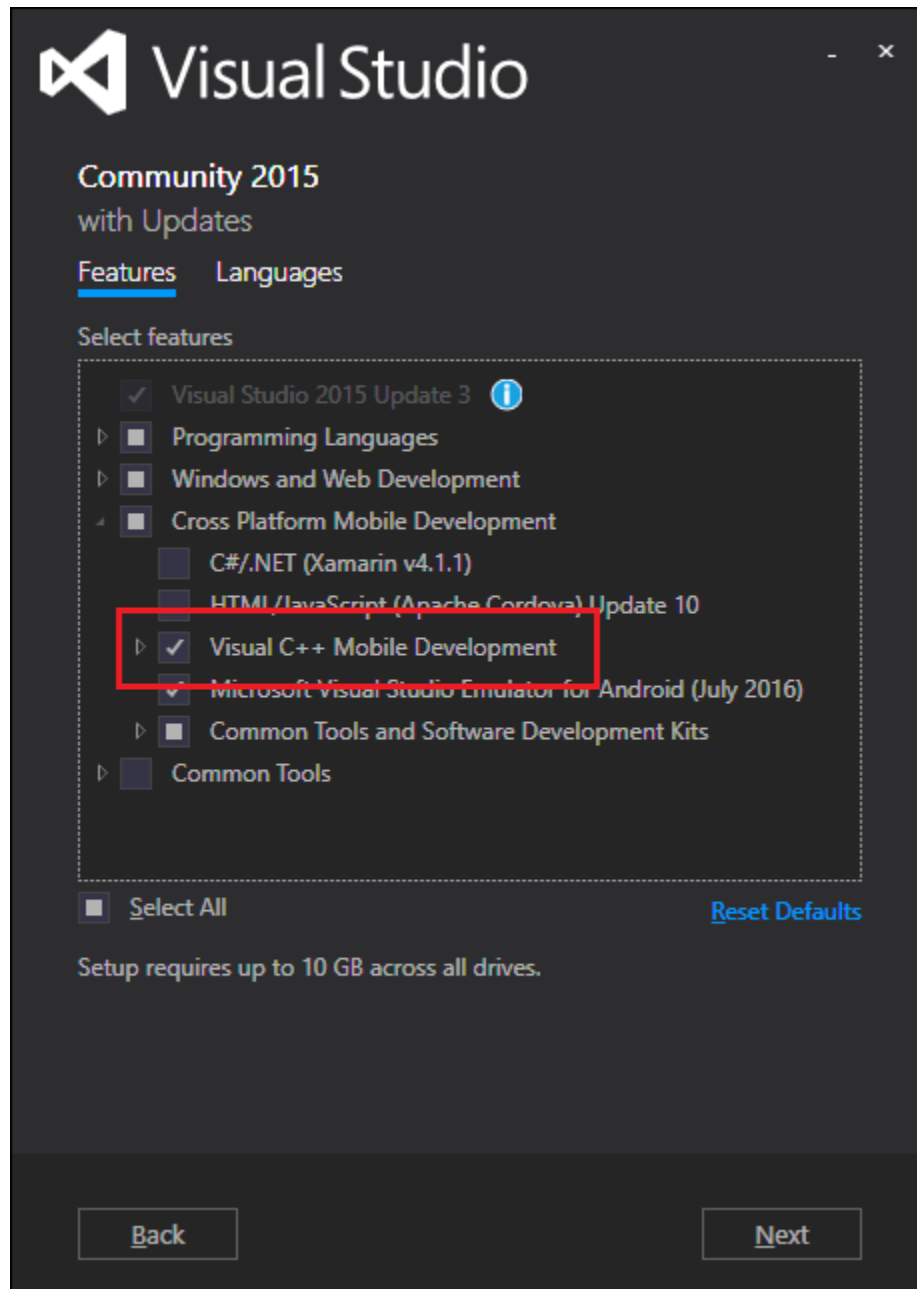 Visual Studio
Community 2015
with Updates
Features Languages
Select features
Visual Studio 2015 Update 3
Programming Languages
Windows and Web Development
Cross Platform Mobile Development
C#/.NET (Xamarin v4.1.1)
HTML/JavaScript (Apache Cordova) Update 10
Visual C++ Mobile Development
Microsoft Visual Studio Emulator for Android (July 2016)
Common Tools and Software Development Kits
Common Tools
Select All
Reset Defaults
Setup requires up to 10 GB across all drives.
Back
Next